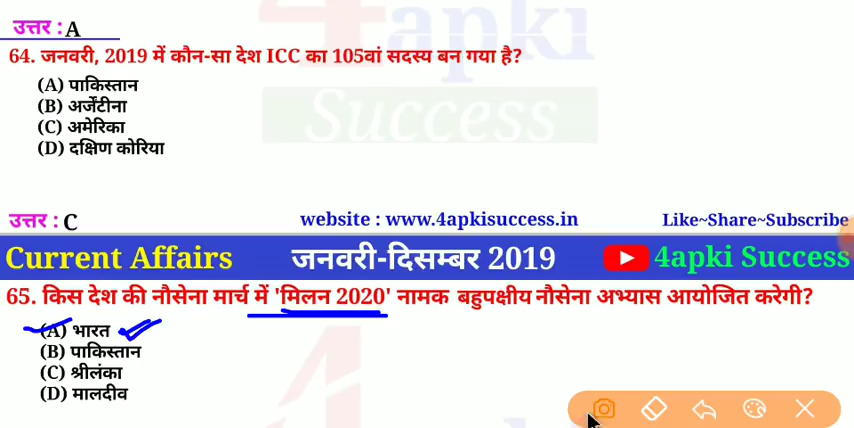 4apki
Success
उत्तर : A
64. जनवरी, 2019 में कौन-सा देश ICC का 105वां सदस्य बन गया है?
(A) पाकिस्तान
(B) अर्जेंटीना
(C) अमेरिका
(D) दक्षिण कोरिया
उत्तर : C website : www.4apkisuccess.in Like~Share~Subscribe
Current Affairs जनवरी-दिसम्बर 2019 4apki Success
65. किस देश की नौसेना मार्च में 'मिलन 2020' नामक बहुपक्षीय नौसेना अभ्यास आयोजित करेगी?
(A) भारत
(B) पाकिस्तान
(C) श्रीलंका
(D) मालदीव